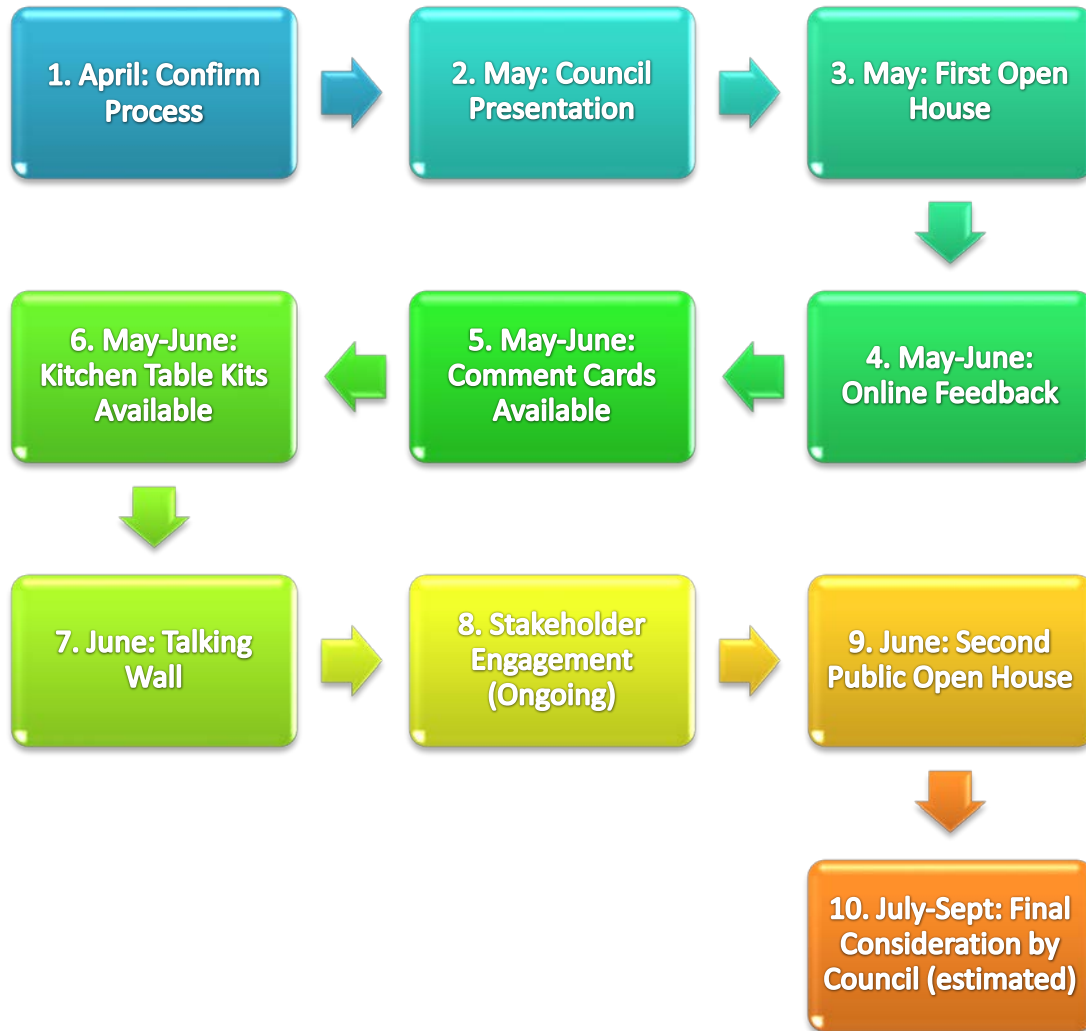 1. April: Confirm
Process
2. May: Council
Presentation
3. May: First Open
House
4. May-June:
Online Feedback
5. May-June:
Comment Cards
Available
6. May-June:
Kitchen Table Kits
Available
7. June: Talking
Wall
8. Stakeholder
Engagement
(Ongoing)
9. June: Second
Public Open House
10. July-Sept: Final
Consideration by
Council (estimated)